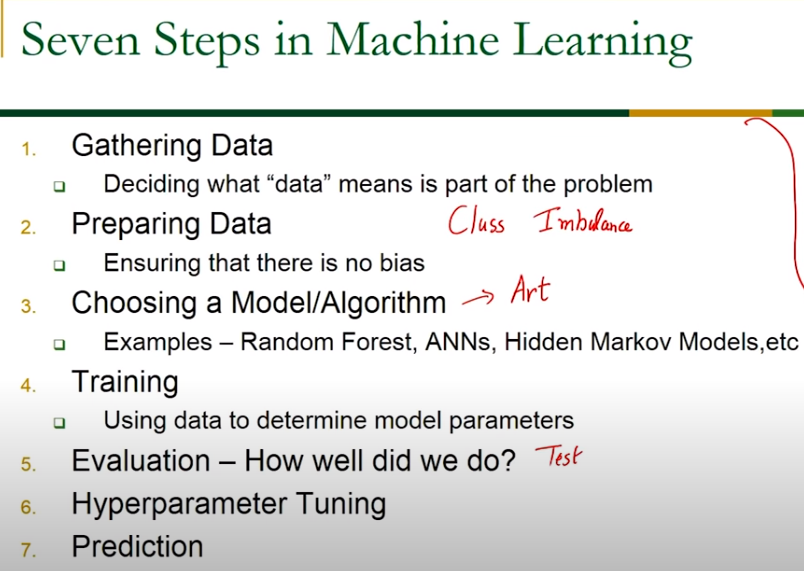 Seven Steps in Machine Learning
1. Gathering Data
Deciding what “data” means is part of the problem
2. Preparing Data Class Imbalance
Ensuring that there is no bias
3. Choosing a Model/Algorithm → Art
Examples – Random Forest, ANNs, Hidden Markov Models,etc
4. Training
Using data to determine model parameters
5. Evaluation – How well did we do? Test
6. Hyperparameter Tuning
7. Prediction